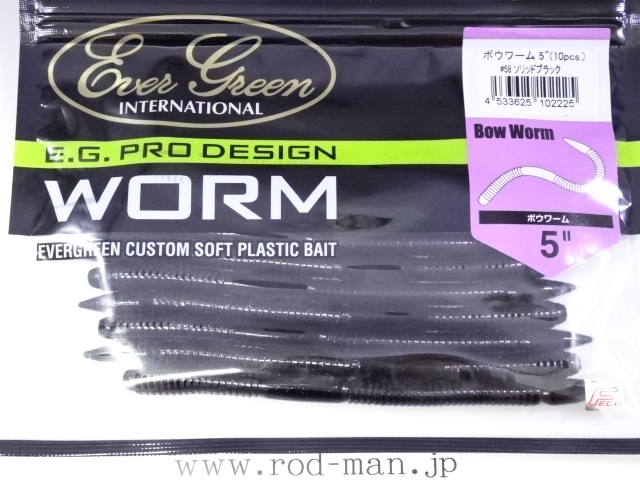 Ever Green
INTERNATIONAL
E.G. PRO DESIGN
WORM
EVERGREEN CUSTOM SOFT PLASTIC BAIT
ボウワーム 5"(10pcs.)
#56 ソリッドブラック
4 533625 102225
Bow Worm
ボウワーム
5"
ECO
www.rod-man.jp